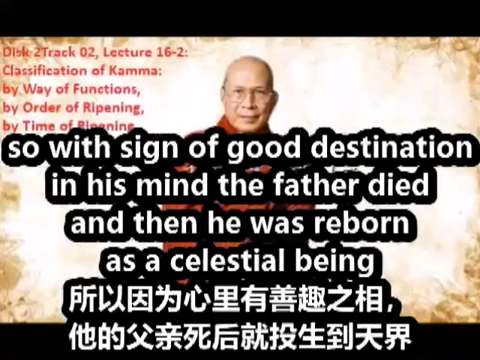 Disk 2Track 02, Lecture 16-2:
Classification of Kamma:
by Way of Functions,
by Order of Ripening,
by Time of Ripening
so with sign of good destination
in his mind the father died
and then he was reborn
as a celestial being
所以因为心里有善趣之相，
他的父亲死后就投生到天界